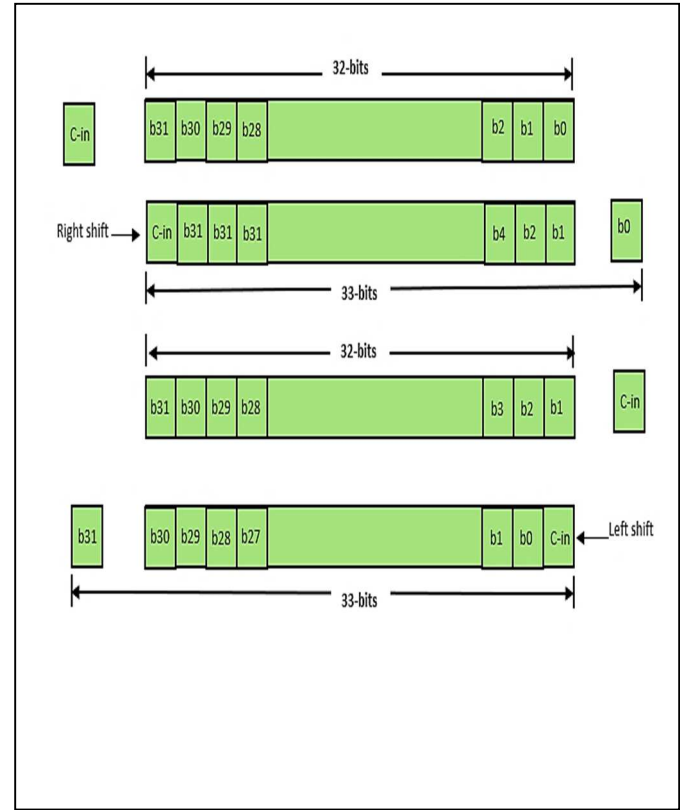 32-bits
C-in b31 b30 b29 b28 b2 b1 b0
Right shift C-in b31 b31 b31 b4 b2 b1 b0
33-bits
32-bits
b31 b30 b29 b28 b3 b2 b1 C-in
b31 b30 b29 b28 b27 b1 b0 C-in Left shift
33-bits